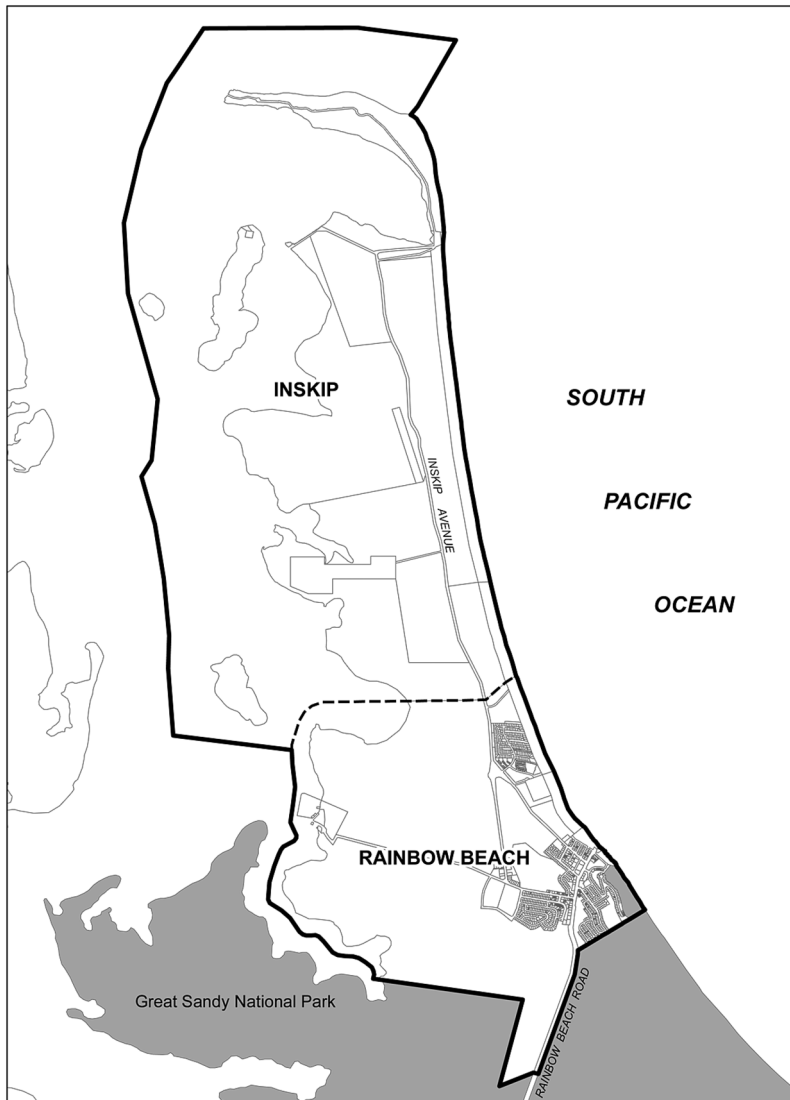 INSKIP
SOUTH
PACIFIC
OCEAN
INSKIP AVENUE
RAINBOW BEACH
Great Sandy National Park
RAINBOW BEACH ROAD